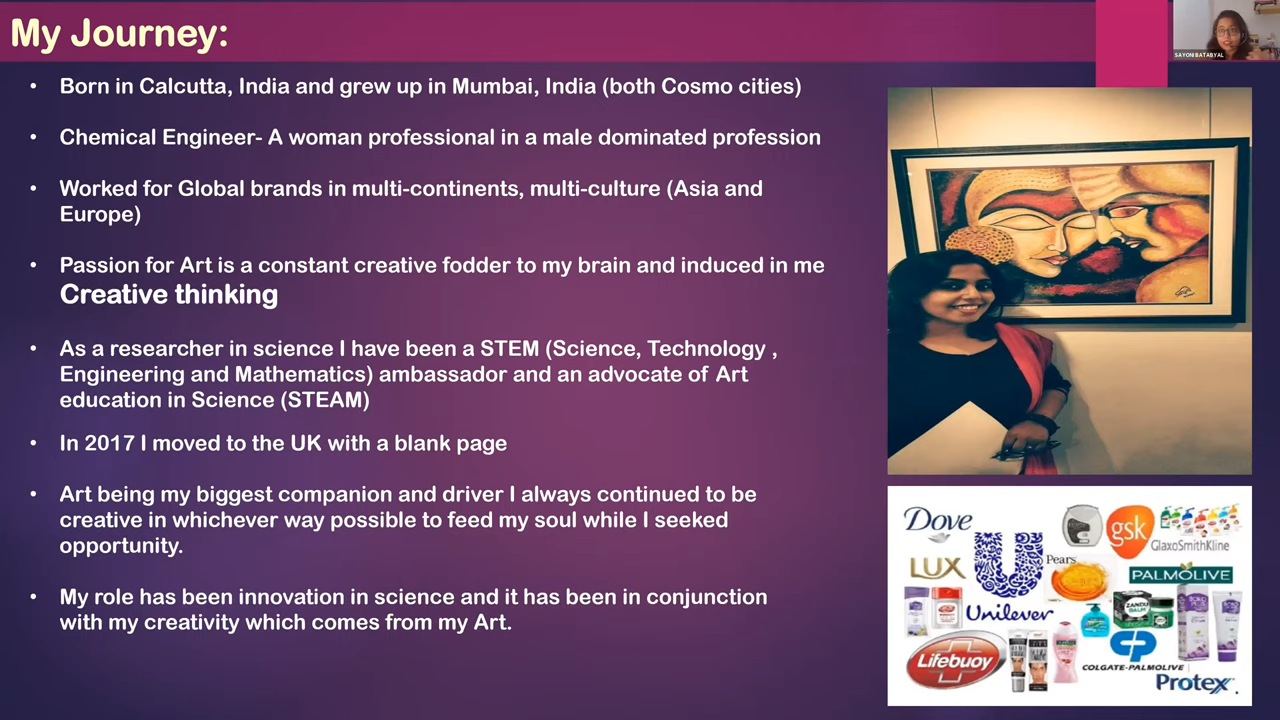 My Journey:
SAYONI BATABYAL
• Born in Calcutta, India and grew up in Mumbai, India (both Cosmo cities)
• Chemical Engineer- A woman professional in a male dominated profession
• Worked for Global brands in multi-continents, multi-culture (Asia and
Europe)
• Passion for Art is a constant creative fodder to my brain and induced in me
Creative thinking
• As a researcher in science I have been a STEM (Science, Technology ,
Engineering and Mathematics) ambassador and an advocate of Art
education in Science (STEAM)
• In 2017 I moved to the UK with a blank page
• Art being my biggest companion and driver I always continued to be
creative in whichever way possible to feed my soul while I seeked
opportunity.
• My role has been innovation in science and it has been in conjunction
with my creativity which comes from my Art.
Dove
gsk
GlaxoSmithKline
LUX
Pears
PALMOLIVE
Unilever
ZANDU
BALM
Lifebuoy
COLGATE-PALMOLIVE
Protex